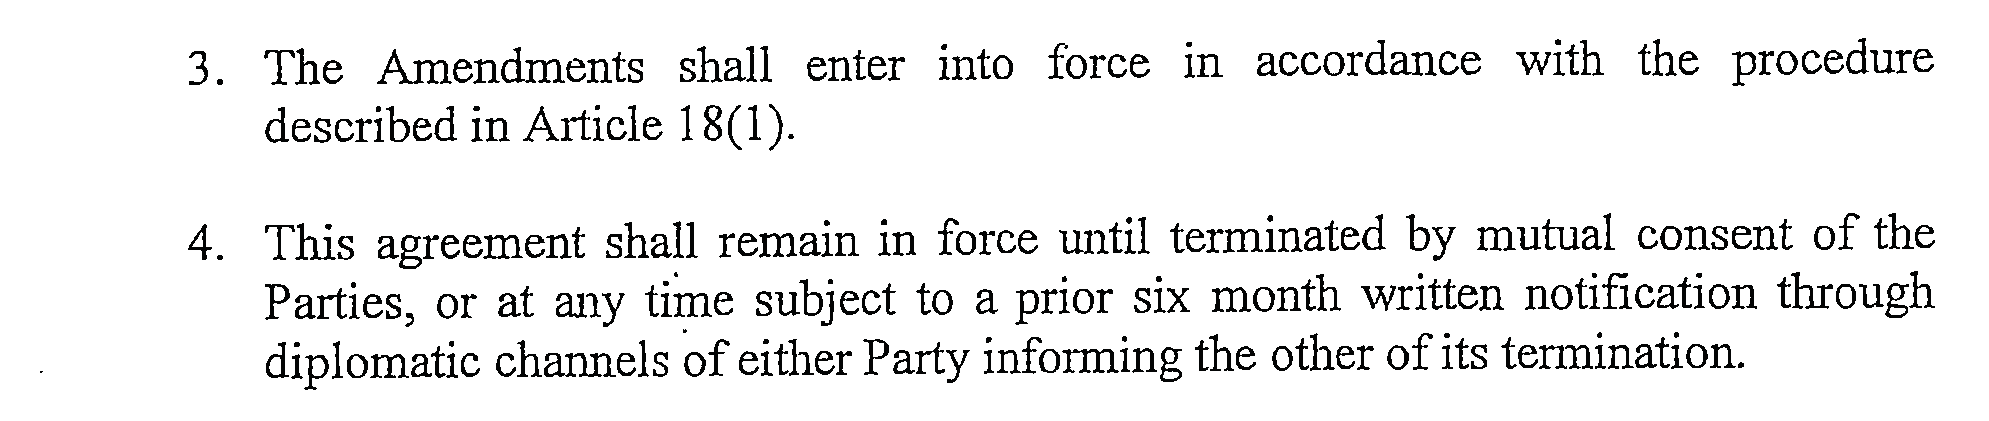 3. The Amendments shall enter into force in accordance with the procedure
described in Article 18(1).
4. This agreement shall remain in force until terminated by mutual consent of the
Parties, or at any time subject to a prior six month written notification through
diplomatic channels of either Party informing the other of its termination.